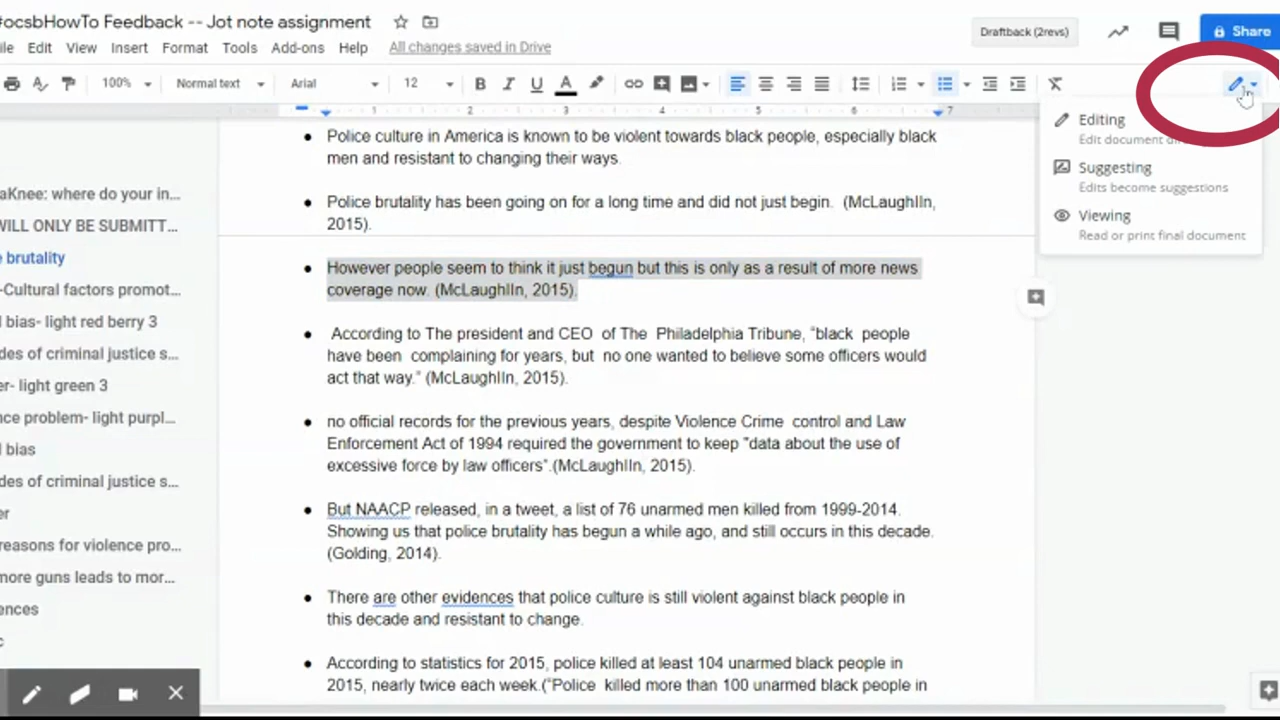 #ocsbHowTo Feedback -- Jot note assignment
File Edit View Insert Format Tools Add-ons Help All changes saved in Drive
Draftback (2revs)
Share
100% Normal text Arial 12 B I U A
1 2 3 4 5 6 7
Editing
Edit document
Suggesting
Edits become suggestions
Viewing
Read or print final document
aKnee: where do your in...
WILL ONLY BE SUBMITT...
brutality
-Cultural factors promot...
bias- light red berry 3
des of criminal justice s...
er- light green 3
nce problem- light purpl...
bias
des of criminal justice s...
er
reasons for violence pro...
more guns leads to mor...
ences
c
● Police culture in America is known to be violent towards black people, especially black
men and resistant to changing their ways.
● Police brutality has been going on for a long time and did not just begin. (McLaughlIn,
2015).
● However people seem to think it just begun but this is only as a result of more news
coverage now. (McLaughlIn, 2015).
● According to The president and CEO of The Philadelphia Tribune, “black people
have been complaining for years, but no one wanted to believe some officers would
act that way.” (McLaughlIn, 2015).
● no official records for the previous years, despite Violence Crime control and Law
Enforcement Act of 1994 required the government to keep "data about the use of
excessive force by law officers”.(McLaughlIn, 2015).
● But NAACP released, in a tweet, a list of 76 unarmed men killed from 1999-2014.
Showing us that police brutality has begun a while ago, and still occurs in this decade.
(Golding, 2014).
● There are other evidences that police culture is still violent against black people in
this decade and resistant to change.
● According to statistics for 2015, police killed at least 104 unarmed black people in
2015, nearly twice each week.(“Police killed more than 100 unarmed black people in